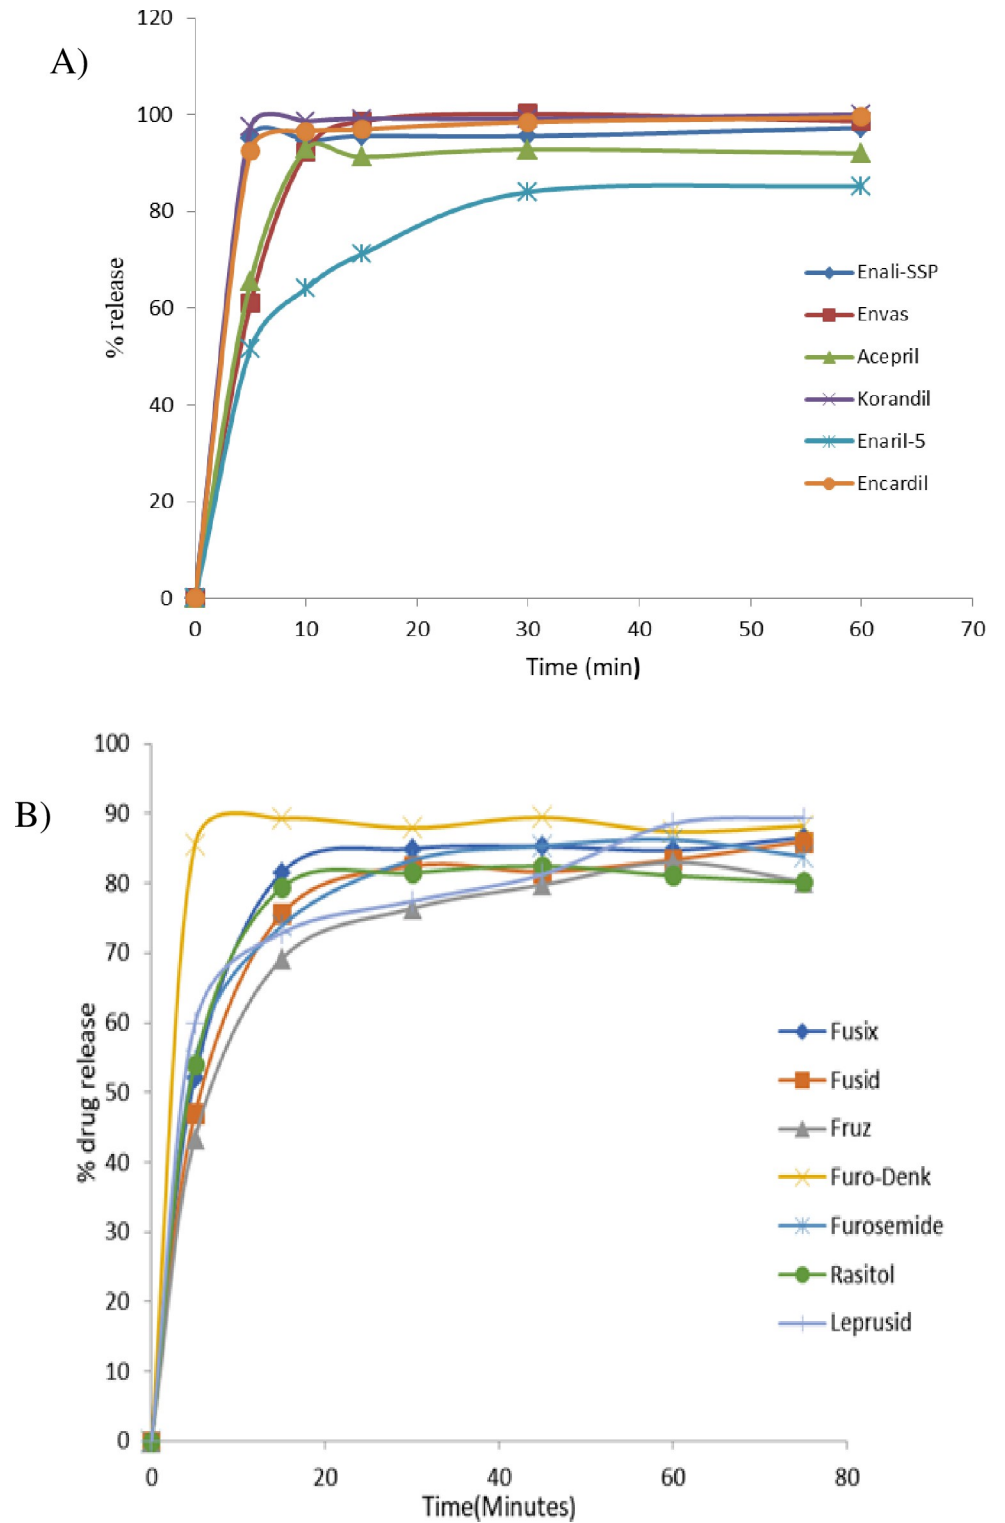 A)
120
100
80
60
40
20
0
% release
0 10 20 30 40 50 60 70
Time (min)
Enali-SSP
Envas
Acepril
Korandil
Enaril-5
Encardil
B)
100
90
80
70
60
50
40
30
20
10
0
% drug release
0 20 40 60 80
Time(Minutes)
Fusix
Fusid
Fruz
Furo-Denk
Furosemide
Rasitol
Leprusid